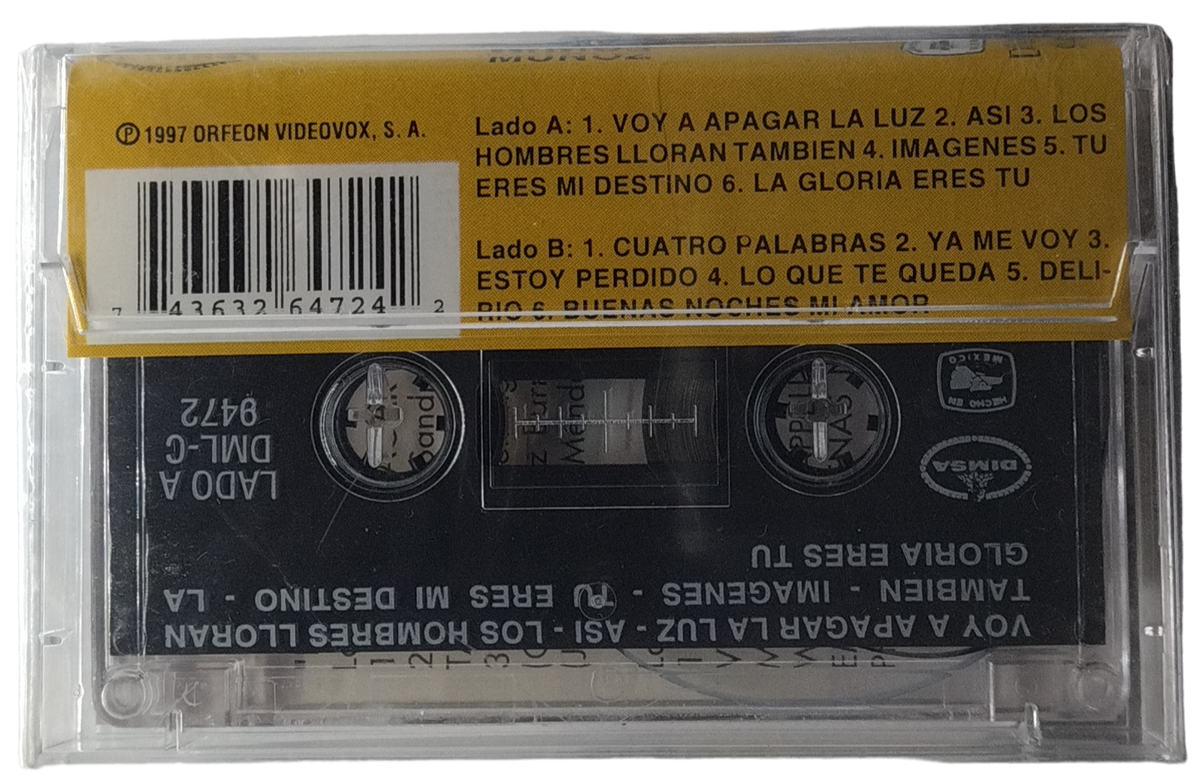 MUÑOZ
℗ 1997 ORFEON VIDEOVOX, S. A.
7 43632 64724 2
Lado A: 1. VOY A APAGAR LA LUZ 2. ASI 3. LOS
HOMBRES LLORAN TAMBIEN 4. IMAGENES 5. TU
ERES MI DESTINO 6. LA GLORIA ERES TU
Lado B: 1. CUATRO PALABRAS 2. YA ME VOY 3.
ESTOY PERDIDO 4. LO QUE TE QUEDA 5. DELI-
RIO 6. BUENAS NOCHES MI AMOR
VOY A APAGAR LA LUZ - ASI - LOS HOMBRES LLORAN
TAMBIEN - IMAGENES - TU ERES MI DESTINO - LA
GLORIA ERES TU
DIMSA
HECHO EN
MEXICO
LADO A
DML-C
9472